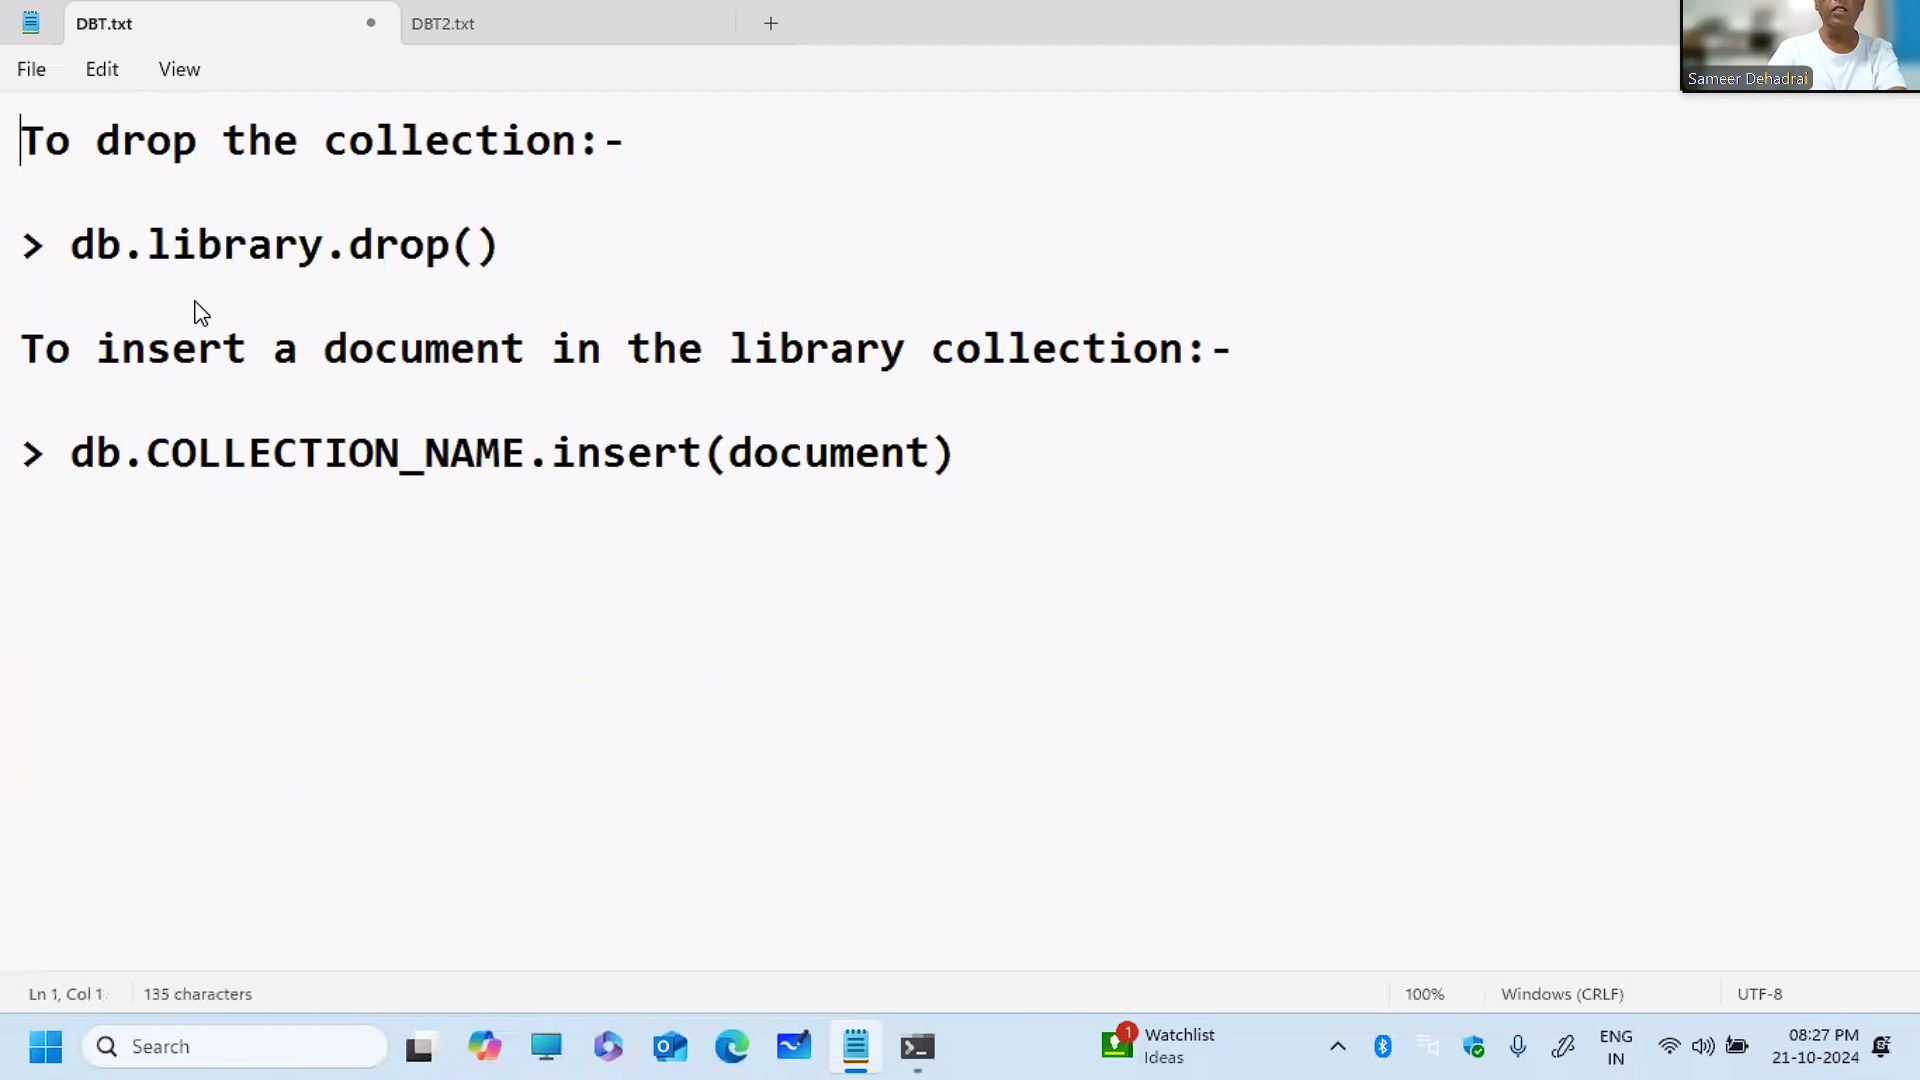 DBT.txt
DBT2.txt
File Edit View
Sameer Dehadrai
To drop the collection:-
> db.library.drop()
To insert a document in the library collection:-
> db.COLLECTION_NAME.insert(document)
Ln 1, Col 1
135 characters
100%
Windows (CRLF)
UTF-8
Search
1
Watchlist
Ideas
ENG
IN
08:27 PM
21-10-2024